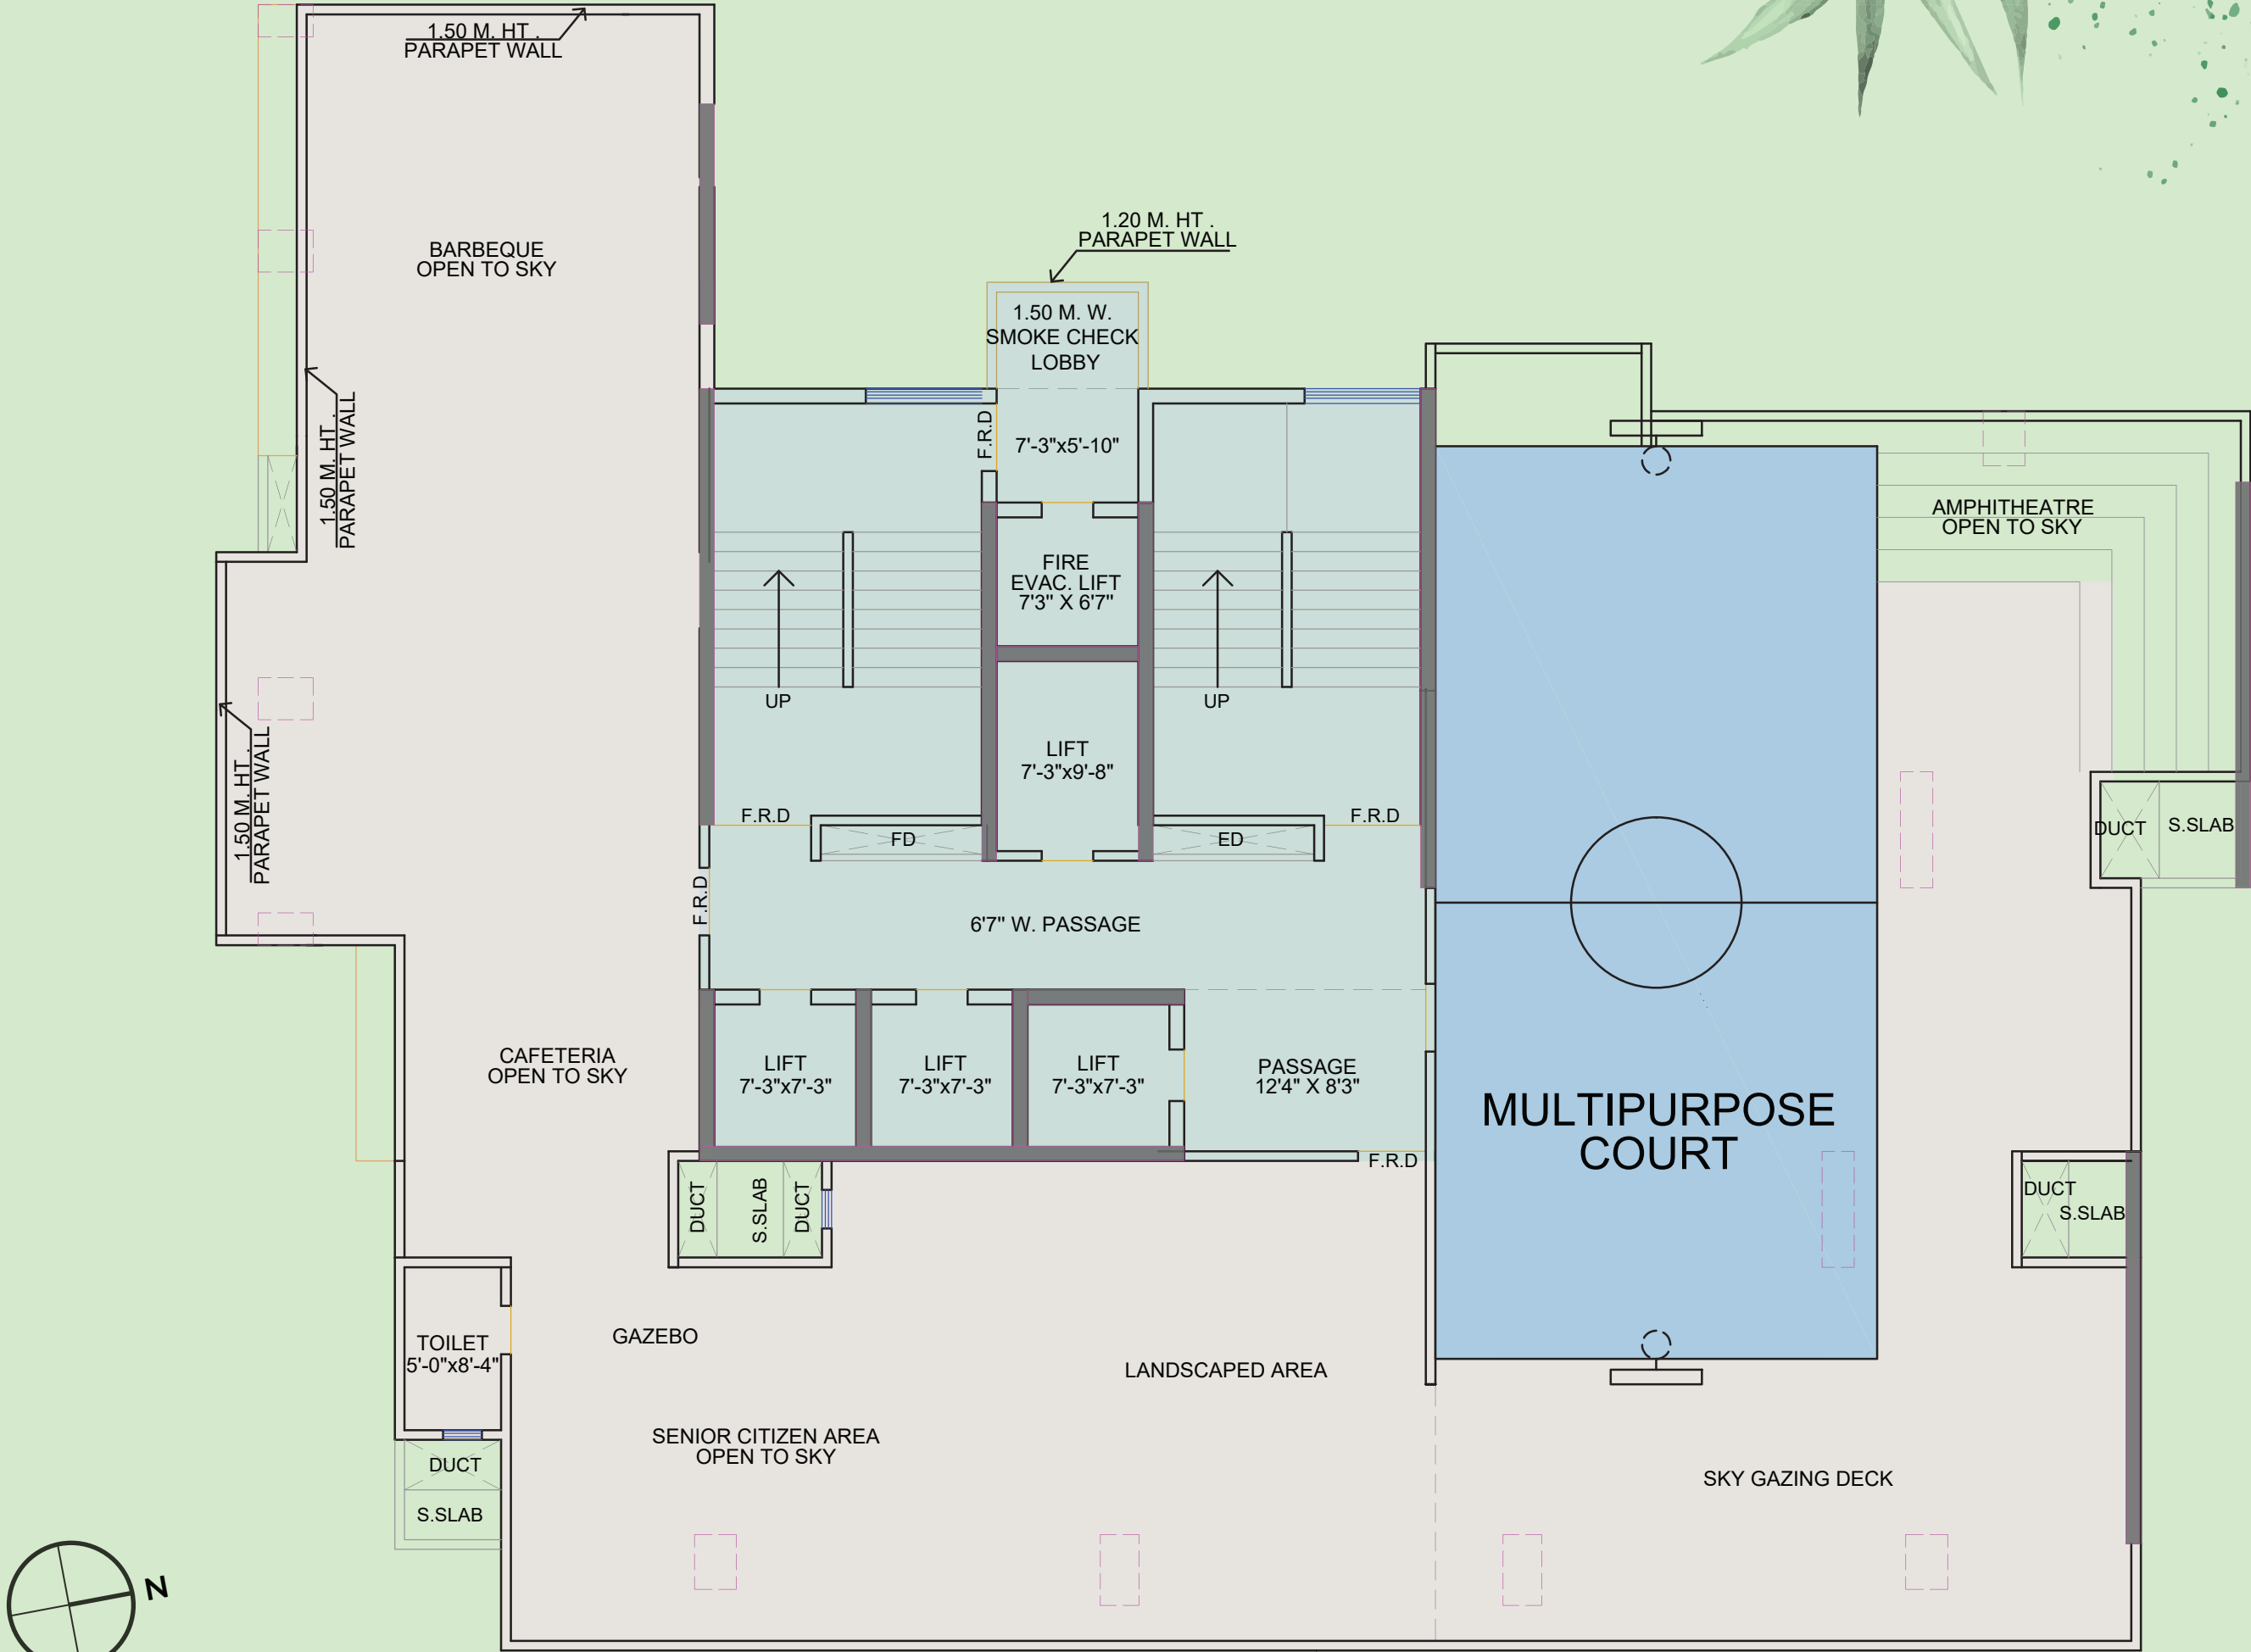 1.50 M. HT .
PARAPET WALL
BARBEQUE
OPEN TO SKY
1.20 M. HT .
PARAPET WALL
1.50 M. W.
SMOKE CHECK
LOBBY
F.R.D
7'-3"x5'-10"
1.50 M. HT .
PARAPET WALL
AMPHITHEATRE
OPEN TO SKY
FIRE
EVAC. LIFT
7'3" X 6'7"
UP
UP
LIFT
7'-3"x9'-8"
1.50 M. HT .
PARAPET WALL
F.R.D
F.R.D
FD
ED
DUCT
S.SLAB
F.R.D
6'7" W. PASSAGE
CAFETERIA
OPEN TO SKY
LIFT
7'-3"x7'-3"
LIFT
7'-3"x7'-3"
LIFT
7'-3"x7'-3"
PASSAGE
12'4" X 8'3"
MULTIPURPOSE
COURT
F.R.D
DUCT
S.SLAB
DUCT
DUCT
S.SLAB
TOILET
5'-0"x8'-4"
GAZEBO
LANDSCAPED AREA
SENIOR CITIZEN AREA
OPEN TO SKY
DUCT
S.SLAB
SKY GAZING DECK
N